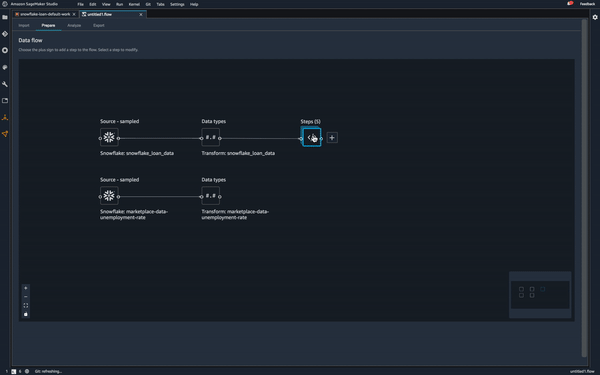 Amazon SageMaker Studio File Edit View Run Kernel Git Tabs Settings Help Feedback
snowflake-loan-default-work × untitled1.flow ×
Import Prepare Analyze Export
Data flow
Choose the plus sign to add a step to the flow. Select a step to modify.
Source - sampled Data types Steps (5)
Snowflake: snowflake_loan_data Transform: snowflake_loan_data
Source - sampled Data types
Snowflake: marketplace-data-unemployment-rate Transform: marketplace-data-unemployment-rate
Git: refreshing... untitled1.flow